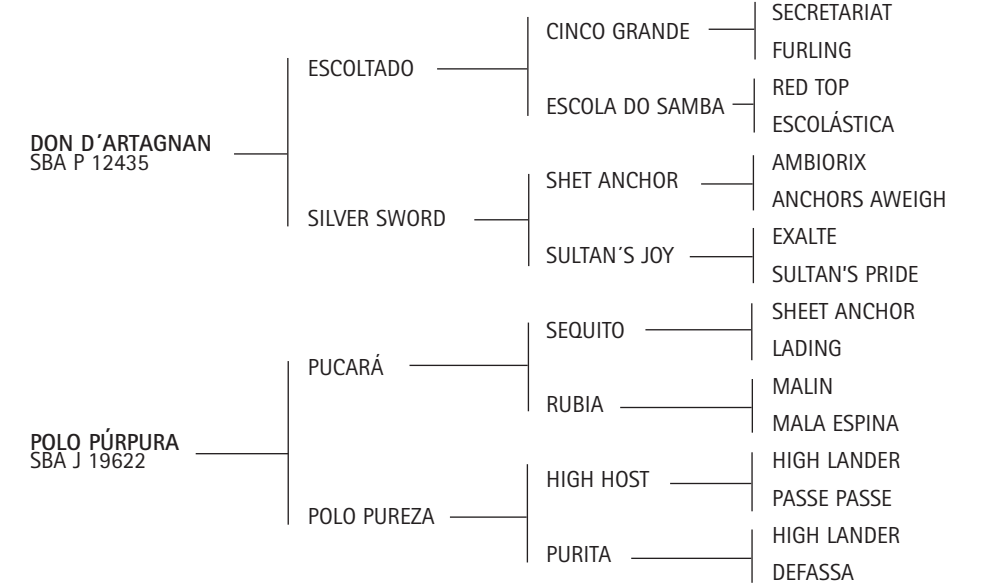 SECRETARIAT
CINCO GRANDE
FURLING
ESCOLTADO
RED TOP
ESCOLA DO SAMBA
ESCOLÁSTICA
DON D´ARTAGNAN
SBA P 12435
AMBIORIX
SHET ANCHOR
ANCHORS AWEIGH
SILVER SWORD
EXALTE
SULTAN´S JOY
SULTAN'S PRIDE
SHEET ANCHOR
SEQUITO
LADING
PUCARÁ
MALIN
RUBIA
MALA ESPINA
POLO PÚRPURA
SBA J 19622
HIGH LANDER
HIGH HOST
PASSE PASSE
POLO PUREZA
HIGH LANDER
PURITA
DEFASSA